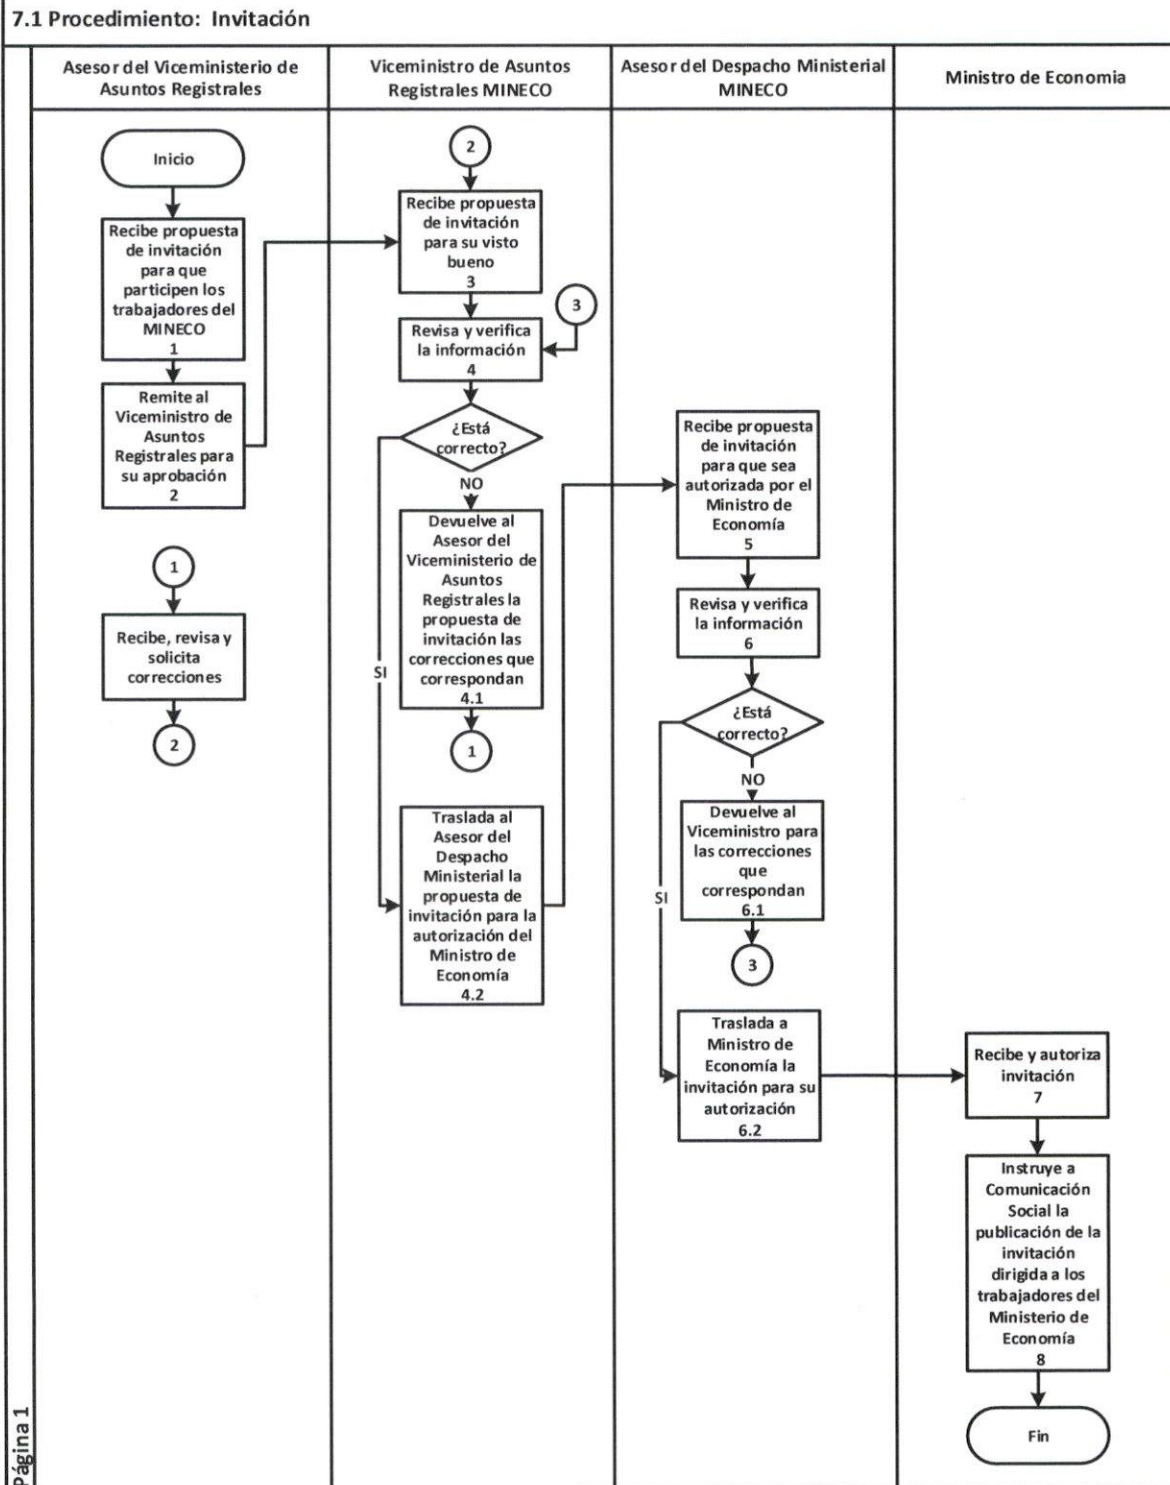 7.1 Procedimiento: Invitación
Asesor del Viceministerio de
Asuntos Registrales
Viceministro de Asuntos
Registrales MINECO
Asesor del Despacho Ministerial
MINECO
Ministro de Economia
Inicio
Recibe propuesta
de invitación
para que
participen los
trabajadores del
MINECO
1
Remite al
Viceministro de
Asuntos
Registrales para
su aprobación
2
1
Recibe, revisa y
solicita
correcciones
2
2
Recibe propuesta
de invitación
para su visto
bueno
3
3
Revisa y verifica
la información
4
¿Está
correcto?
NO
SI
Devuelve al
Asesor del
Viceministerio de
Asuntos
Registrales la
propuesta de
invitación las
correcciones que
correspondan
4.1
1
Traslada al
Asesor del
Despacho
Ministerial la
propuesta de
invitación para la
autorización del
Ministro de
Economía
4.2
Recibe propuesta
de invitación
para que sea
autorizada por el
Ministro de
Economía
5
Revisa y verifica
la información
6
¿Está
correcto?
NO
SI
Devuelve al
Viceministro para
las correcciones
que
correspondan
6.1
3
Traslada a
Ministro de
Economía la
invitación para su
autorización
6.2
Recibe y autoriza
invitación
7
Instruye a
Comunicación
Social la
publicación de la
invitación
dirigida a los
trabajadores del
Ministerio de
Economía
8
Fin
Página 1